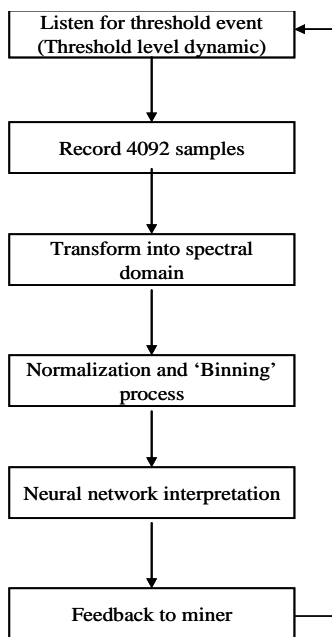 Listen for threshold event
(Threshold level dynamic)
Record 4092 samples
Transform into spectral
domain
Normalization and ‘Binning’
process
Neural network interpretation
Feedback to miner